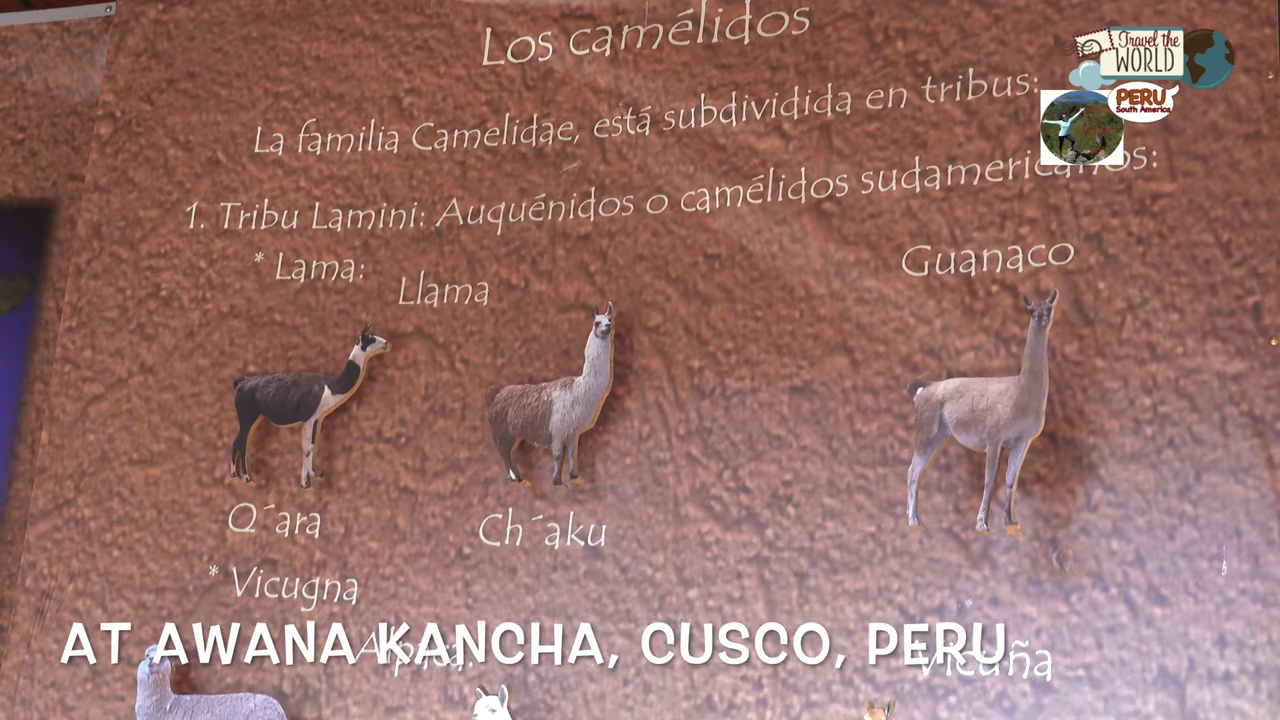 Los camélidos
Travel the
WORLD
PERU
South America
La familia Camelidae, está subdividida en tribus:
1. Tribu Lamini: Auquénidos o camélidos sudamericanos:
* Lama:
Llama
Guanaco
Q´ara
Ch´aku
* Vicugna
Alpaca:
Vicuña
AT AWANA KANCHA, CUSCO, PERU